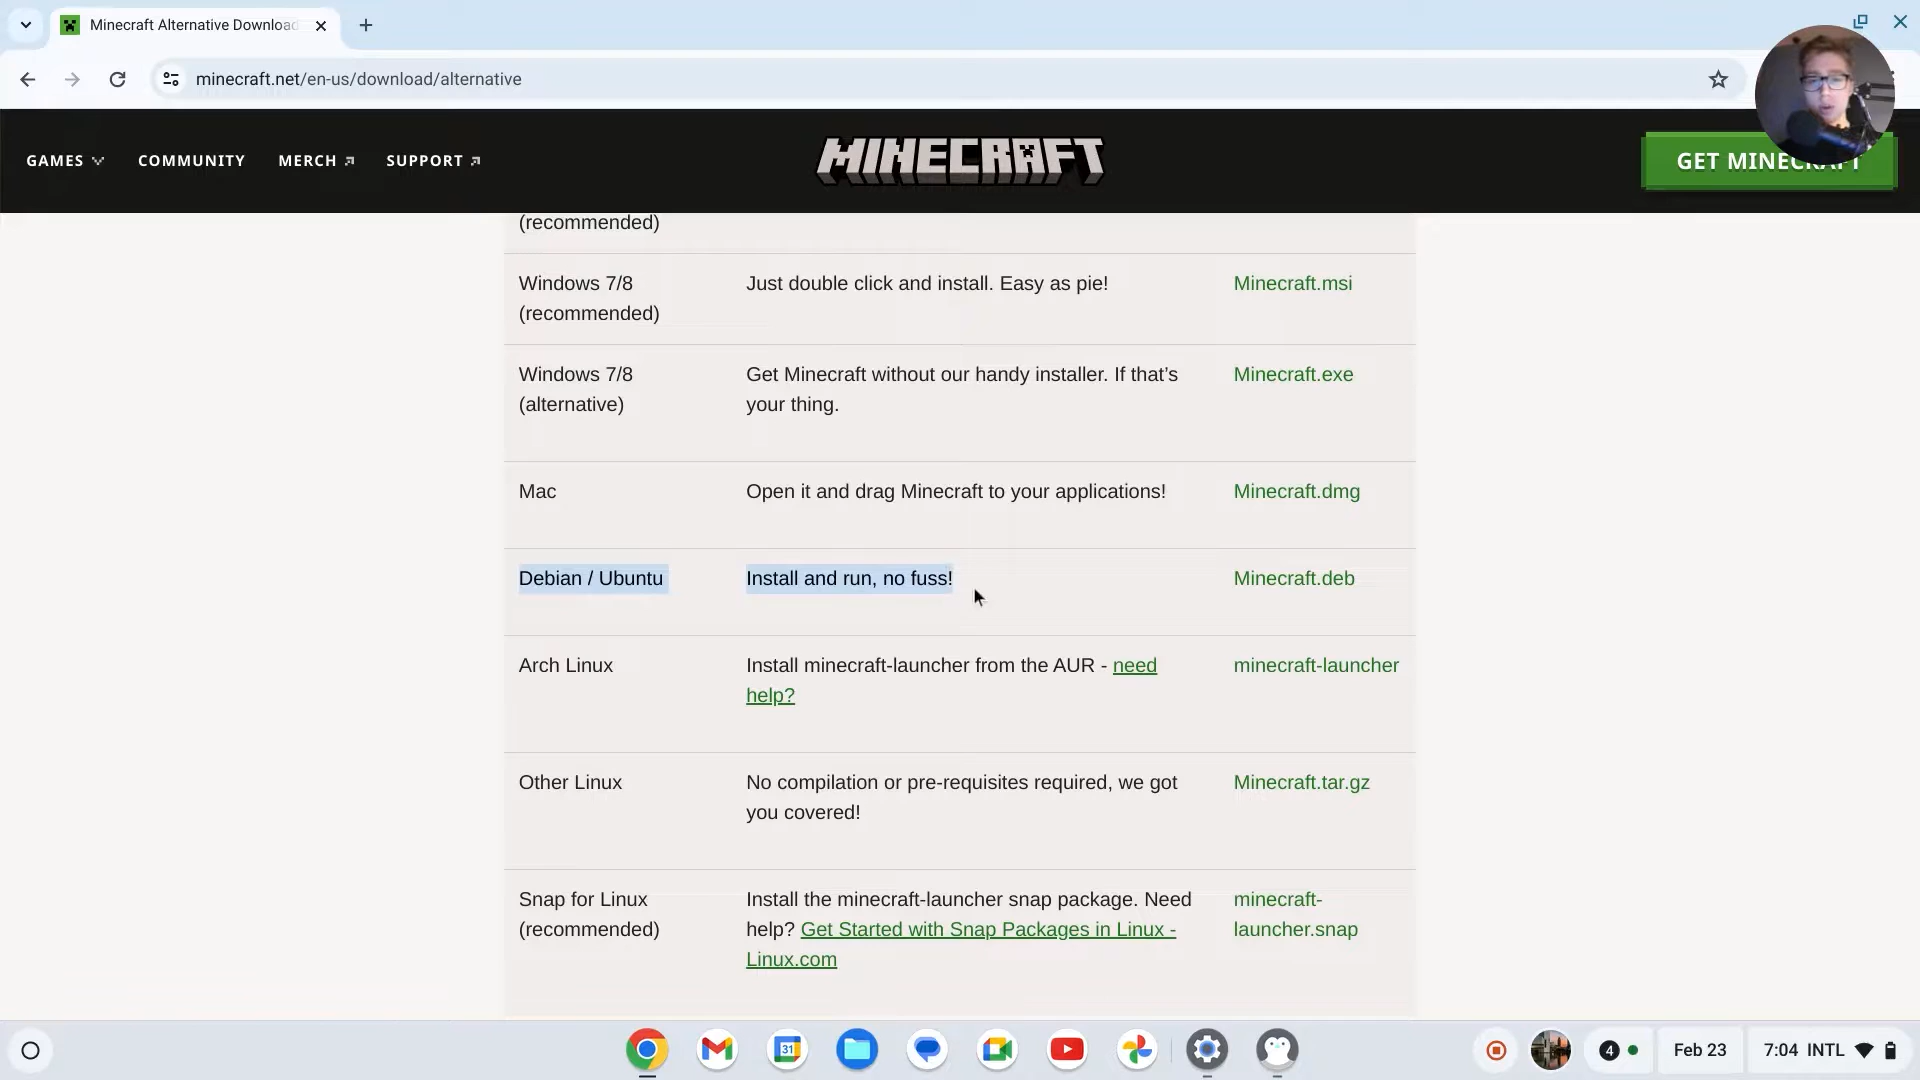 Minecraft Alternative Download
minecraft.net/en-us/download/alternative
GAMES
COMMUNITY
MERCH
SUPPORT
MINECRAFT
GET MINECRAFT
(recommended)
Windows 7/8
(recommended)
Just double click and install. Easy as pie!
Minecraft.msi
Windows 7/8
(alternative)
Get Minecraft without our handy installer. If that's
your thing.
Minecraft.exe
Mac
Open it and drag Minecraft to your applications!
Minecraft.dmg
Debian / Ubuntu
Install and run, no fuss!
Minecraft.deb
Arch Linux
Install minecraft-launcher from the AUR - need
help?
minecraft-launcher
Other Linux
No compilation or pre-requisites required, we got
you covered!
Minecraft.tar.gz
Snap for Linux
(recommended)
Install the minecraft-launcher snap package. Need
help? Get Started with Snap Packages in Linux -
Linux.com
minecraft-
launcher.snap
31
4
Feb 23
7:04 INTL